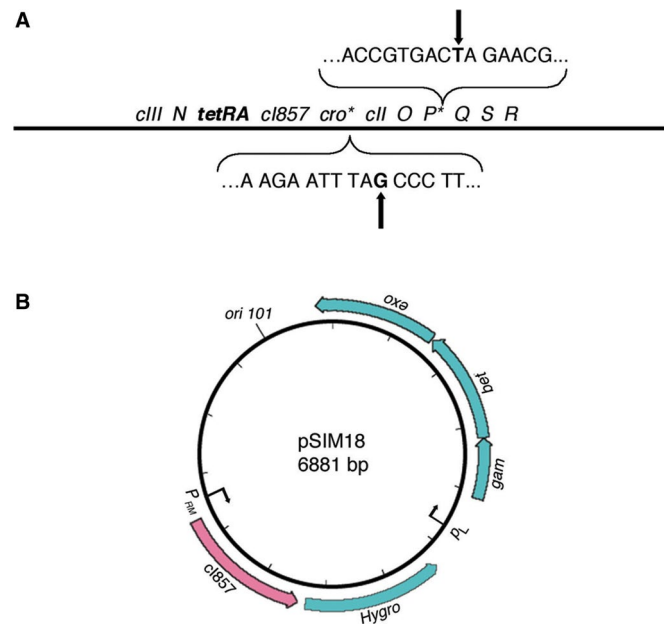 A
...ACCGTGACTA GAACG...
cIII N tetRA cI857 cro* cII O P* Q S R
...A AGA ATT TAG CCC TT...
B
exo
ori 101
bet
pSIM18
6881 bp
gam
PRM
pL
cI857
Hygro